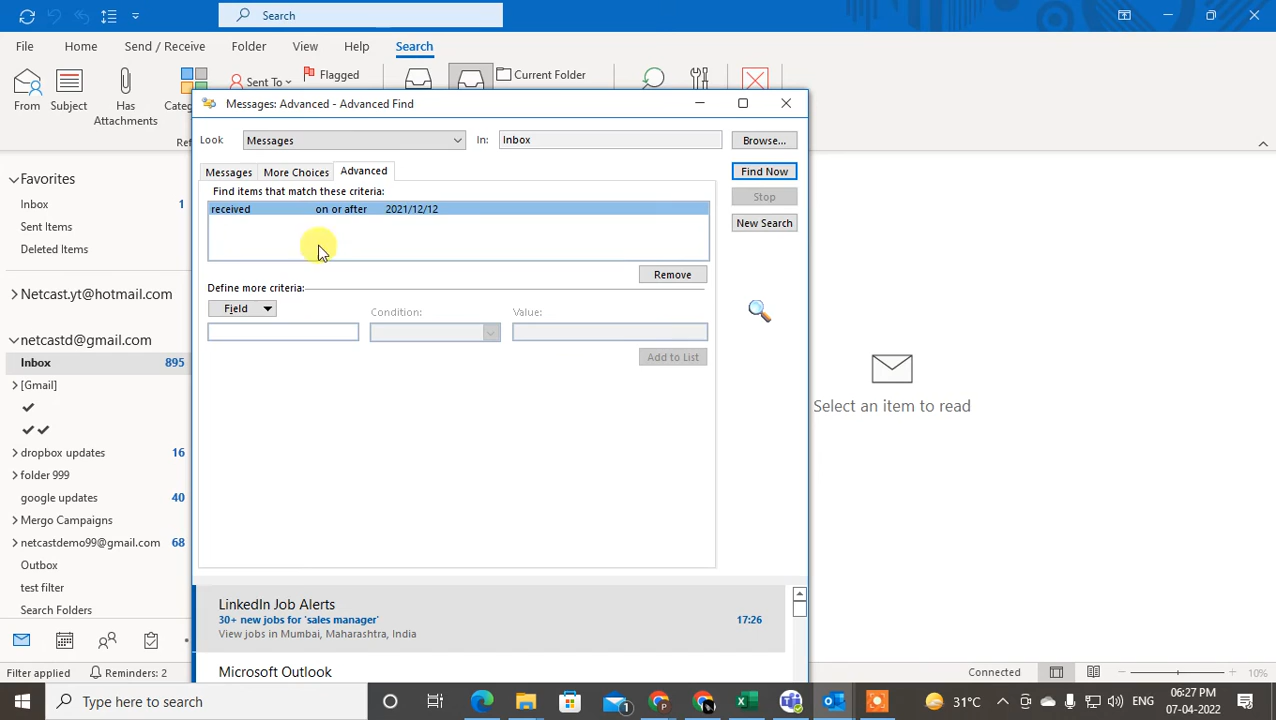 Search
File Home Send / Receive Folder View Help Search
From Subject Has Attachments Categ Sent To Flagged Current Folder
Ref
Messages: Advanced - Advanced Find
Look Messages In: Inbox Browse...
Messages More Choices Advanced Find Now
Find items that match these criteria:
received on or after 2021/12/12
Stop
New Search
Remove
Define more criteria:
Field Condition: Value:
Add to List
Favorites
Inbox 1
Sent Items
Deleted Items
Netcast.yt@hotmail.com
netcastd@gmail.com
Inbox 895
[Gmail]
dropbox updates 16
folder 999
google updates 40
Mergo Campaigns
netcastdemo99@gmail.com 68
Outbox
test filter
Search Folders
Select an item to read
LinkedIn Job Alerts
30+ new jobs for 'sales manager' 17:26
View jobs in Mumbai, Maharashtra, India
Microsoft Outlook
Filter applied Reminders: 2 Connected 10%
Type here to search 1 31°C ENG 06:27 PM
07-04-2022